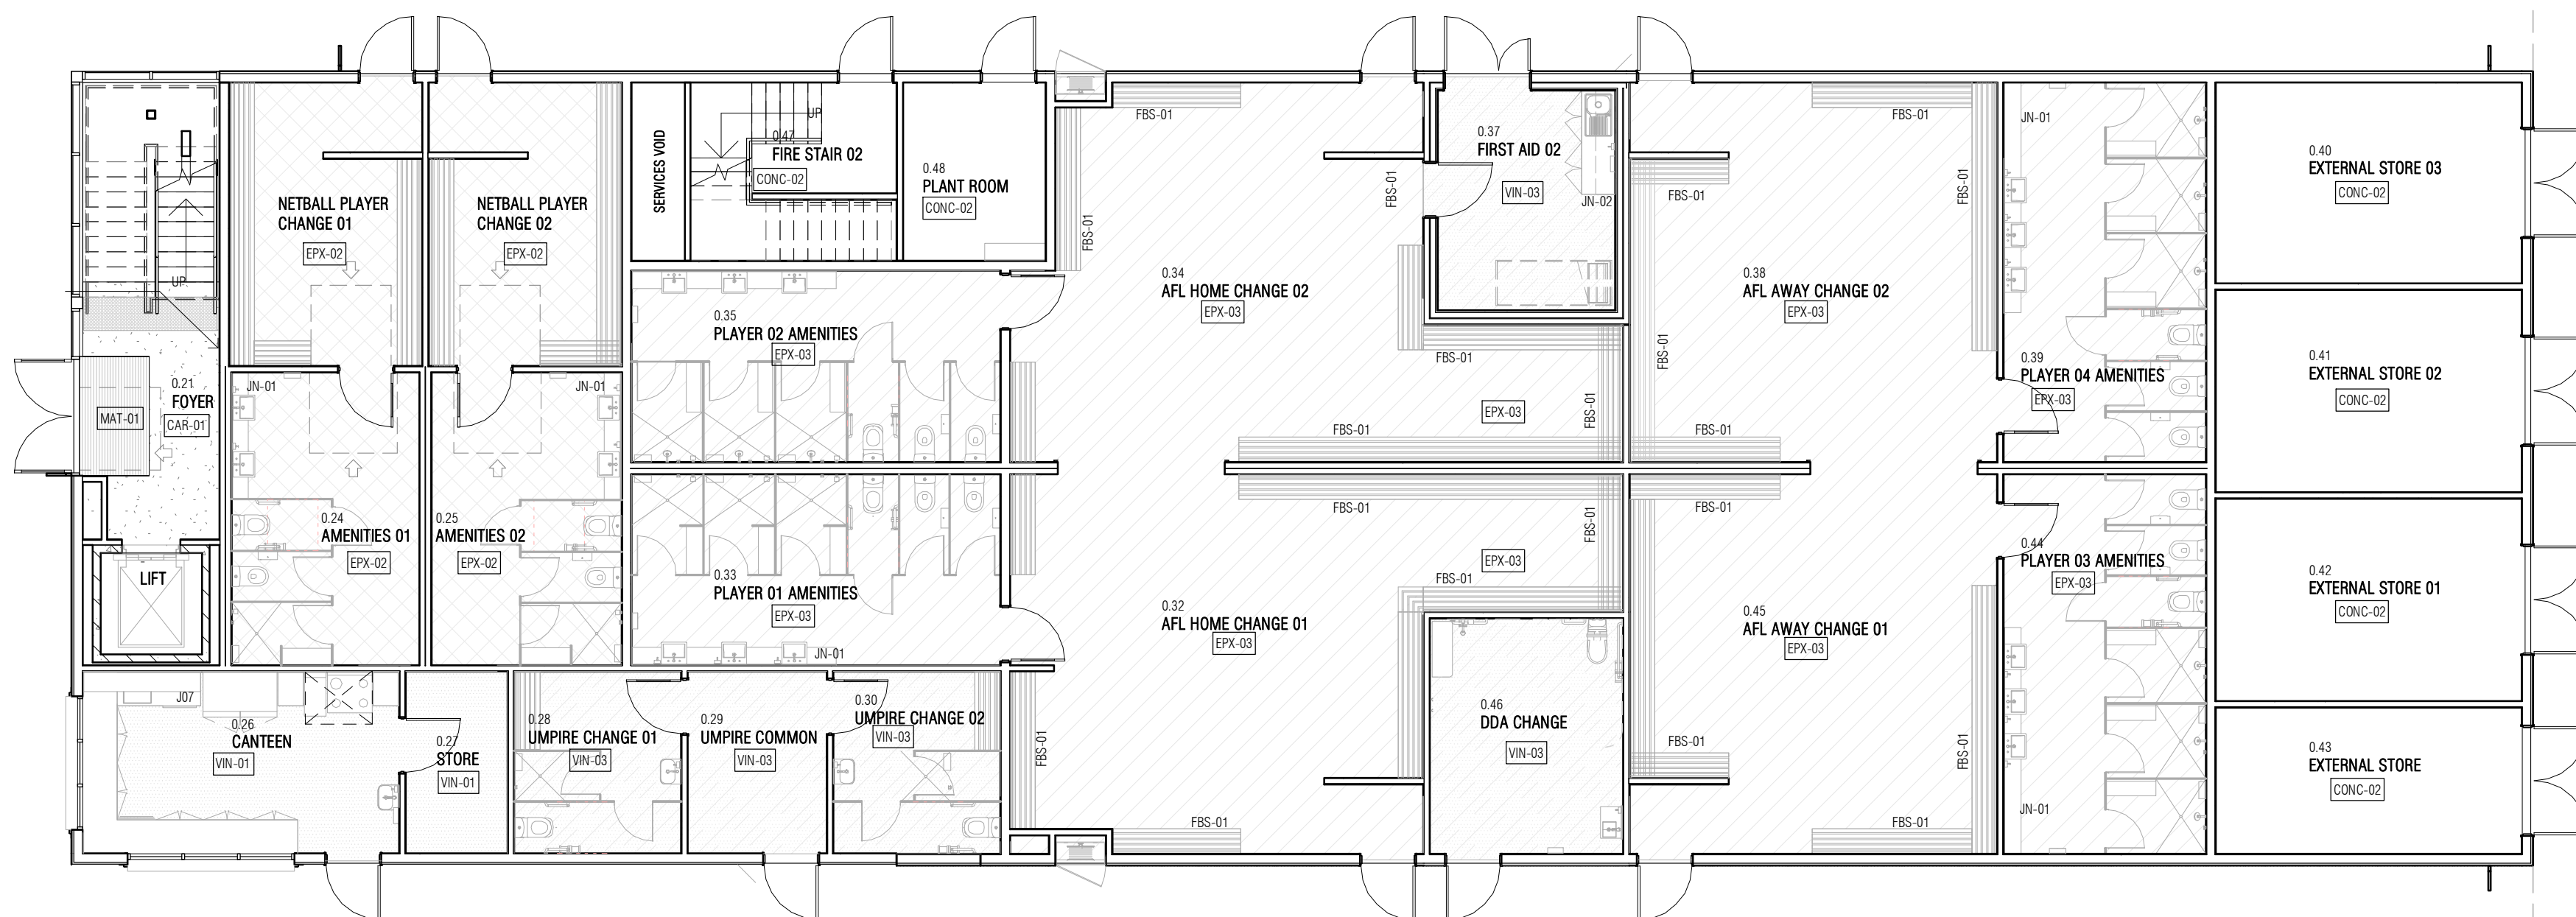 UP
0.21
FOYER
MAT-01
CAR-01
LIFT
NETBALL PLAYER
CHANGE 01
EPX-02
NETBALL PLAYER
CHANGE 02
EPX-02
JN-01
0.24
AMENITIES 01
EPX-02
JN-01
0.25
AMENITIES 02
EPX-02
J07
0.26
CANTEEN
VIN-01
0.27
STORE
VIN-01
0.28
UMPIRE CHANGE 01
VIN-03
0.29
UMPIRE COMMON
VIN-03
0.30
UMPIRE CHANGE 02
VIN-03
SERVICES VOID
UP
0.47
FIRE STAIR 02
CONC-02
0.48
PLANT ROOM
CONC-02
0.35
PLAYER 02 AMENITIES
EPX-03
0.33
PLAYER 01 AMENITIES
EPX-03
JN-01
FBS-01
FBS-01
FBS-01
0.34
AFL HOME CHANGE 02
EPX-03
FBS-01
EPX-03
FBS-01
FBS-01
FBS-01
FBS-01
EPX-03
FBS-01
0.32
AFL HOME CHANGE 01
EPX-03
FBS-01
FBS-01
0.37
FIRST AID 02
VIN-03
JN-02
0.46
DDA CHANGE
VIN-03
FBS-01
FBS-01
FBS-01
0.38
AFL AWAY CHANGE 02
EPX-03
FBS-01
FBS-01
FBS-01
0.45
AFL AWAY CHANGE 01
EPX-03
FBS-01
FBS-01
FBS-01
JN-01
0.39
PLAYER 04 AMENITIES
EPX-03
0.44
PLAYER 03 AMENITIES
EPX-03
JN-01
0.40
EXTERNAL STORE 03
CONC-02
0.41
EXTERNAL STORE 02
CONC-02
0.42
EXTERNAL STORE 01
CONC-02
0.43
EXTERNAL STORE
CONC-02